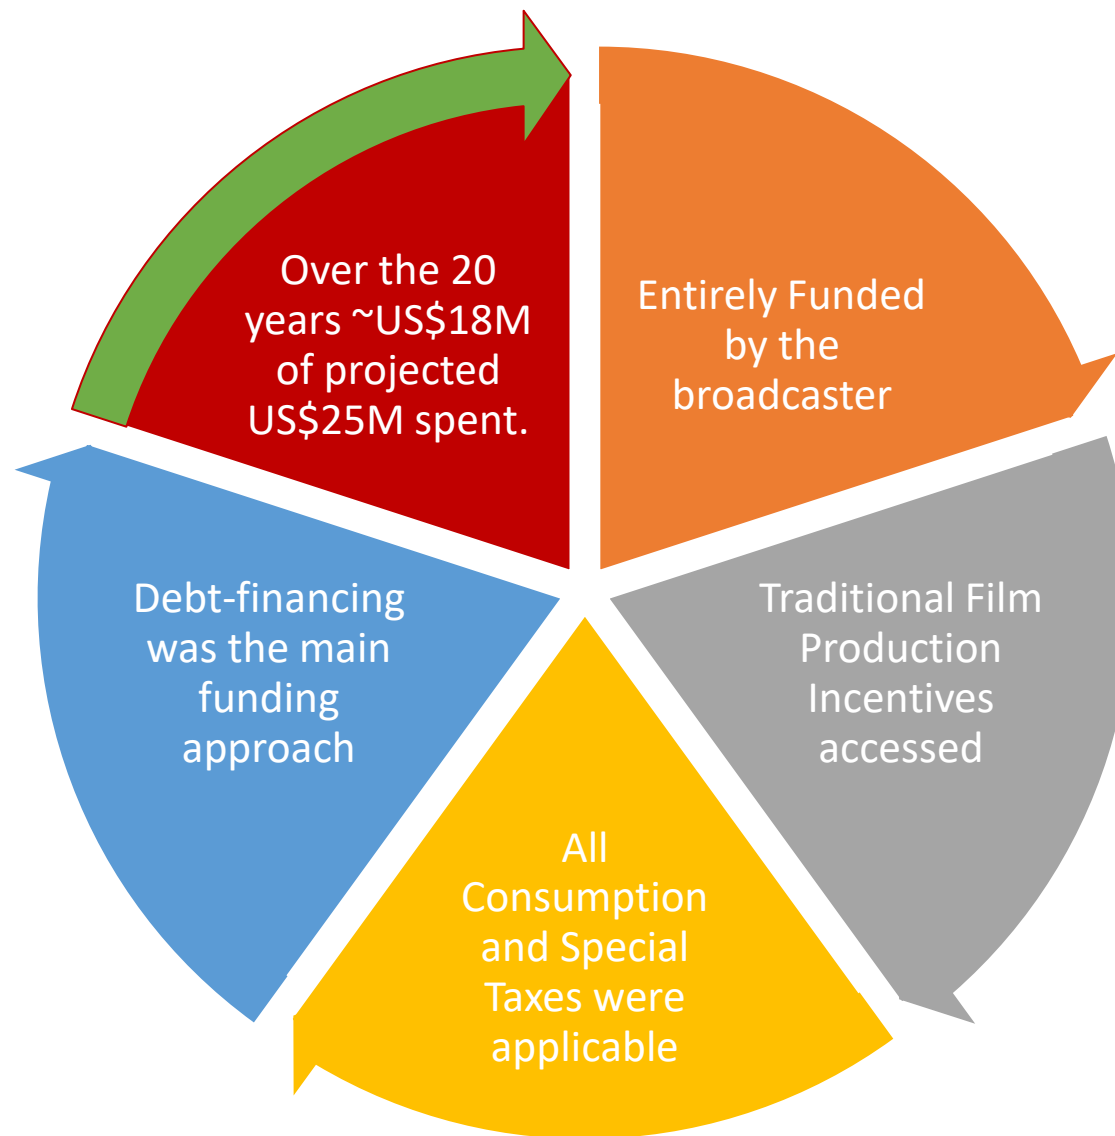 Over the 20
years ~US$18M
of projected
US$25M spent.
Entirely Funded
by the
broadcaster
Debt-financing
was the main
funding
approach
Traditional Film
Production
Incentives
accessed
All
Consumption
and Special
Taxes were
applicable